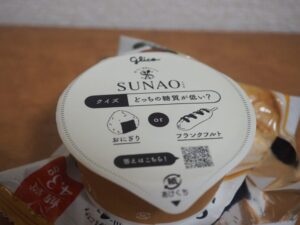 glico
SUNAO
クイズ どっちの糖質が低い?
おにぎり or フランクフルト
答えはこちら!
あけくち